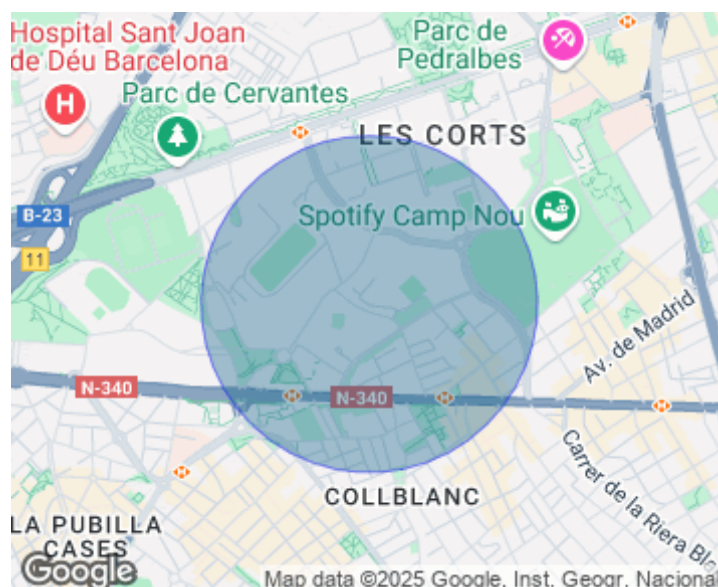 Hospital Sant Joan
de Déu Barcelona
Parc de
Pedralbes
Parc de Cervantes
LES CORTS
H
B-23
Spotify Camp Nou
11
Av. de Madrid
N-340
N-340
COLLBLANC
Carrer de la Riera Blo
LA PUBILLA
CASES
Google
Map data ©2025 Google, Inst. Geogr. Naciona